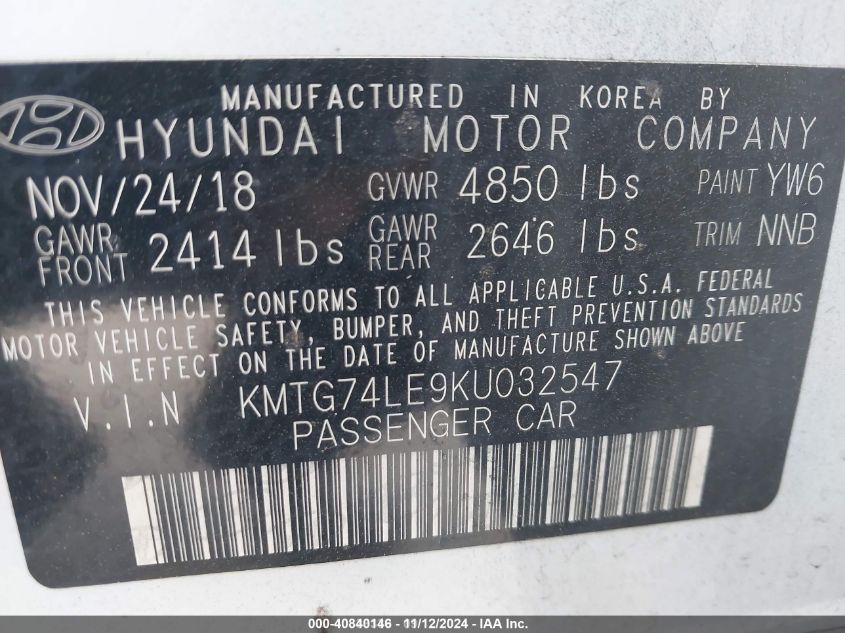 MANUFACTURED IN KOREA BY
HYUNDAI MOTOR COMPANY
NOV/24/18 GVWR 4850 lbs PAINT YW6
GAWR FRONT 2414 lbs GAWR REAR 2646 lbs TRIM NNB
THIS VEHICLE CONFORMS TO ALL APPLICABLE U.S.A. FEDERAL
MOTOR VEHICLE SAFETY, BUMPER, AND THEFT PREVENTION STANDARDS
IN EFFECT ON THE DATE OF MANUFACTURE SHOWN ABOVE
V.I.N KMTG74LE9KU032547
PASSENGER CAR
000-40840146 - 11/12/2024 - IAA Inc.